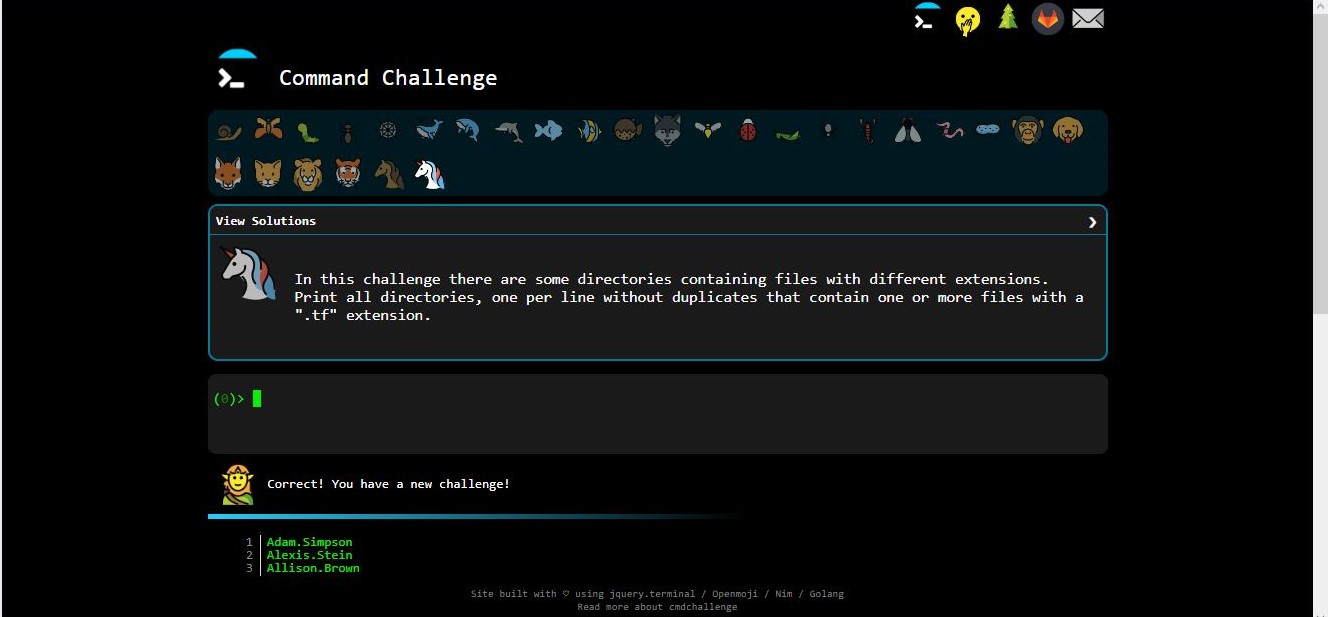 Command Challenge
View Solutions
In this challenge there are some directories containing files with different extensions.
Print all directories, one per line without duplicates that contain one or more files with a
".tf" extension.
(0)>
Correct! You have a new challenge!
1 Adam.Simpson
2 Alexis.Stein
3 Allison.Brown
Site built with ♡ using jquery.terminal / Openmoji / Nim / Golang
Read more about cmdchallenge